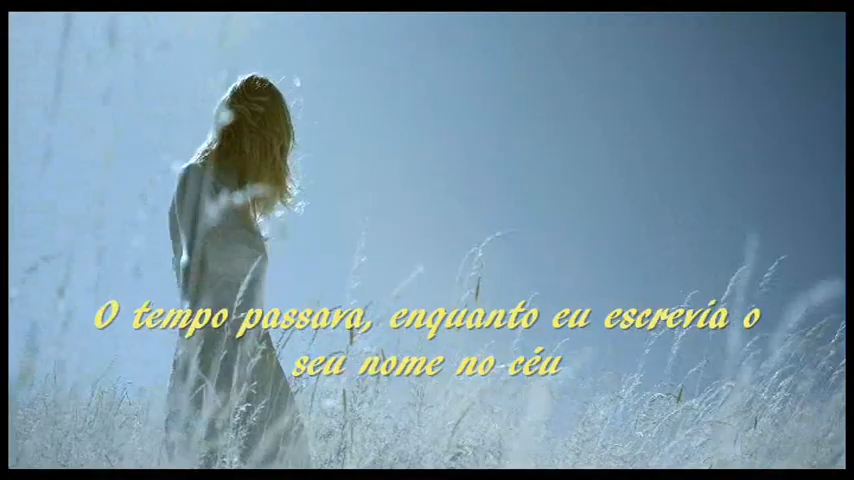 O tempo passava, enquanto eu escrevia o
seu nome no céu